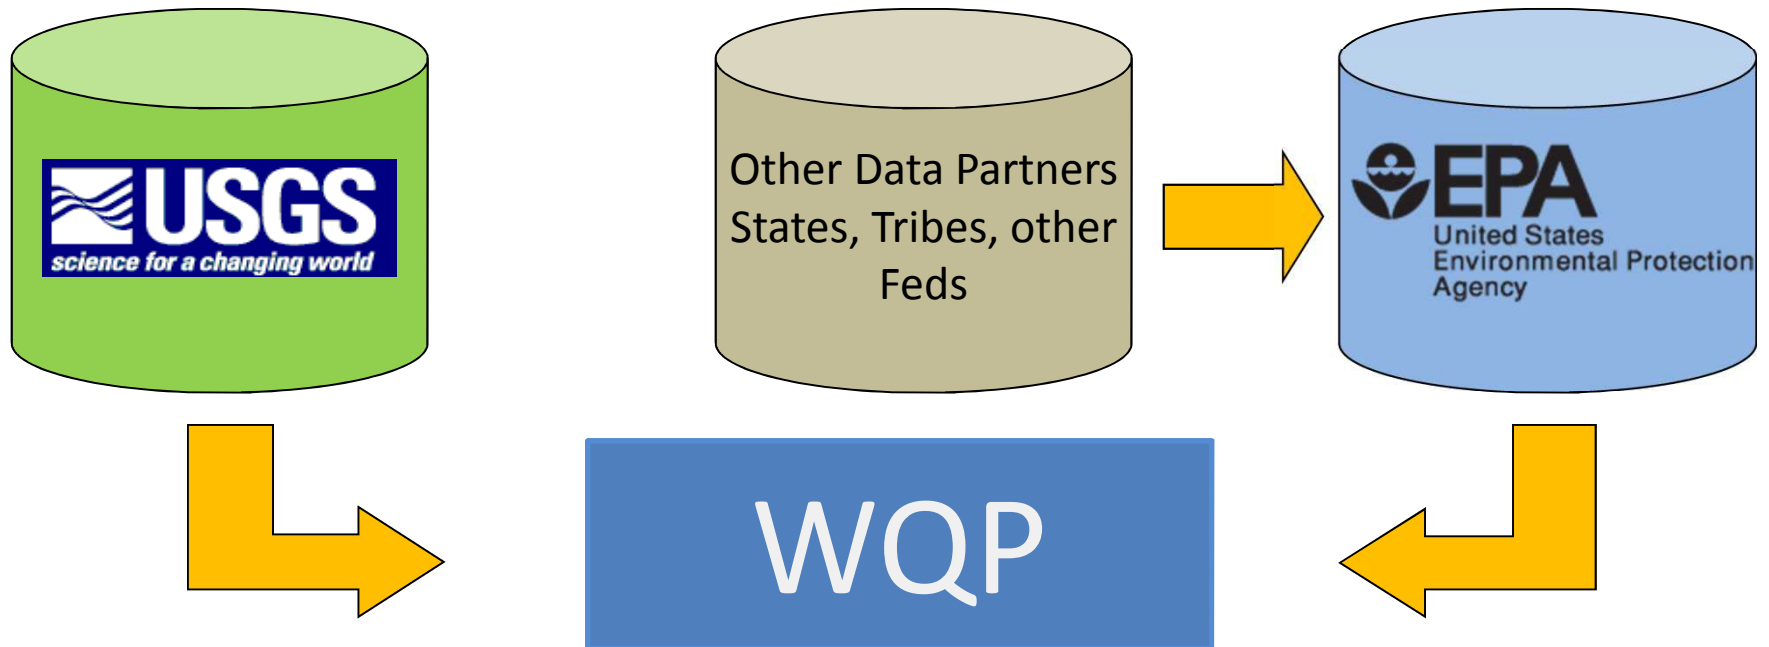 USGS
science for a changing world
Other Data Partners
States, Tribes, other
Feds
EPA
United States
Environmental Protection
Agency
WQP